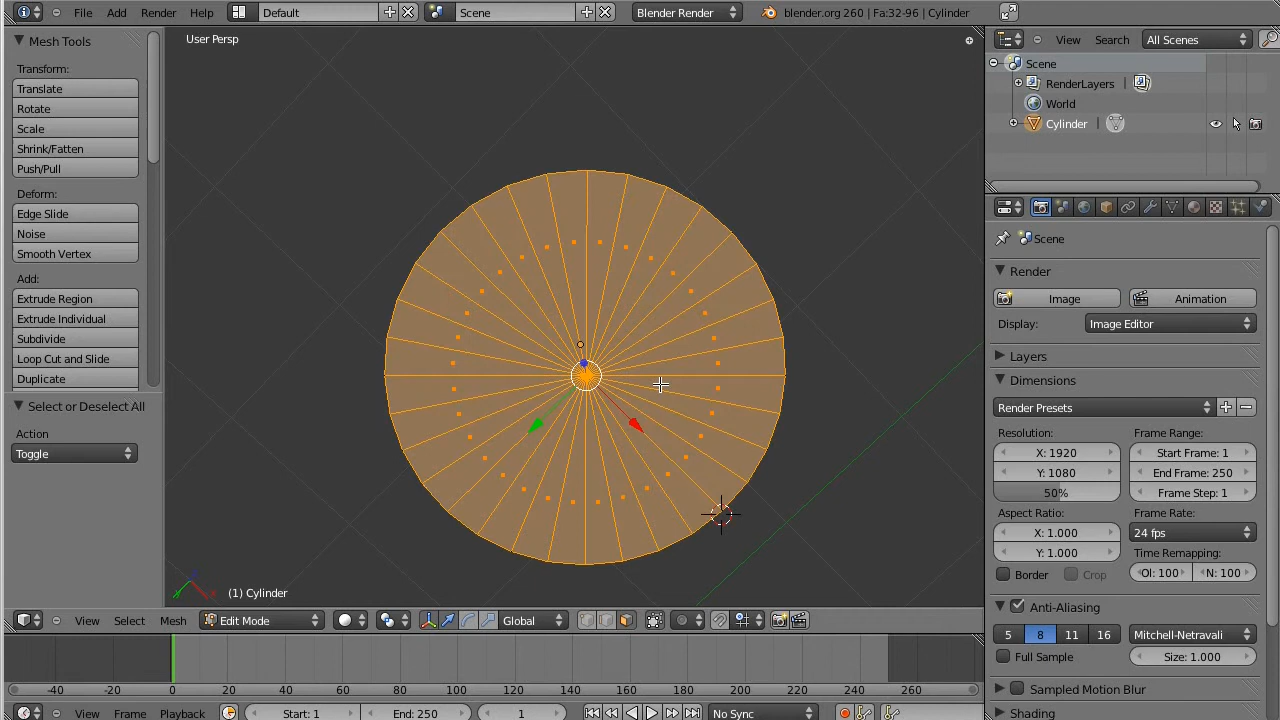 File Add Render Help Default Scene Blender Render blender.org 260 | Fa:32-96 | Cylinder
Mesh Tools
Transform:
Translate
Rotate
Scale
Shrink/Fatten
Push/Pull
Deform:
Edge Slide
Noise
Smooth Vertex
Add:
Extrude Region
Extrude Individual
Subdivide
Loop Cut and Slide
Duplicate
Select or Deselect All
Action
Toggle
User Persp
(1) Cylinder
View Select Mesh Edit Mode Global
-40 -20 0 20 40 60 80 100 120 140 160 180 200 220 240 260
View Frame Playback Start: 1 End: 250 1 No Sync
View Search All Scenes
Scene
RenderLayers |
World
Cylinder |
Scene
Render
Image Animation
Display: Image Editor
Layers
Dimensions
Render Presets
Resolution: Frame Range:
X: 1920 Start Frame: 1
Y: 1080 End Frame: 250
50% Frame Step: 1
Aspect Ratio: Frame Rate:
X: 1.000 24 fps
Y: 1.000 Time Remapping:
Border Crop Ol: 100 N: 100
Anti-Aliasing
5 8 11 16 Mitchell-Netravali
Full Sample Size: 1.000
Sampled Motion Blur
Shading